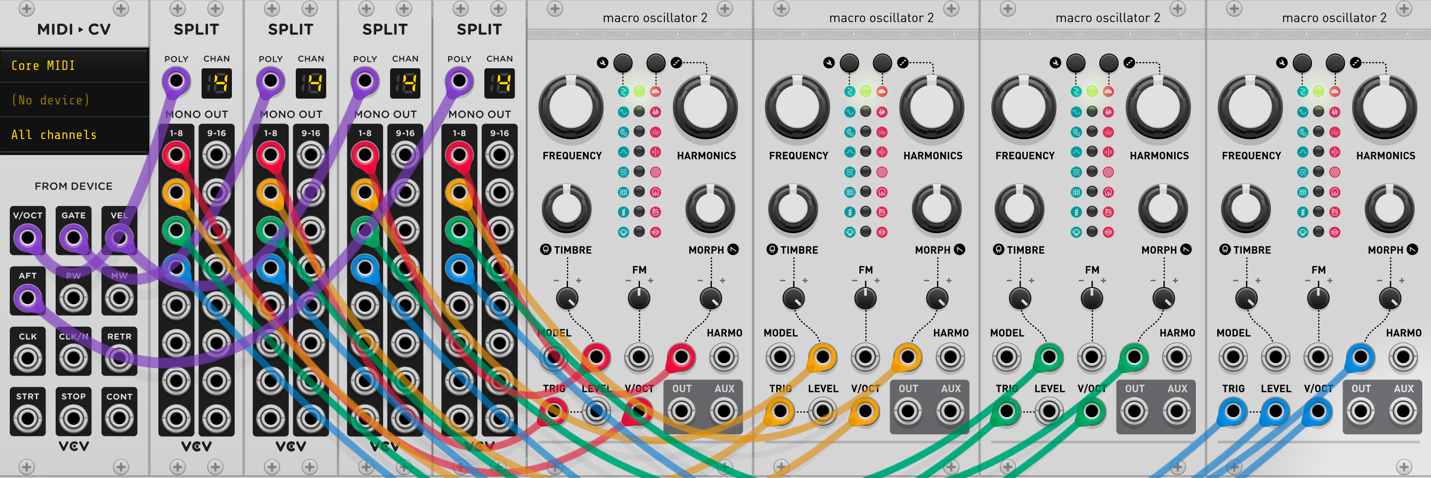 MIDI ▸ CV
Core MIDI
(No device)
All channels
FROM DEVICE
V/OCT GATE VEL
AFT PW MW
CLK CLK/N RETR
STRT STOP CONT
VCV
SPLIT
POLY CHAN
4
MONO OUT
1-8 9-16
VCV
SPLIT
POLY CHAN
4
MONO OUT
1-8 9-16
VCV
SPLIT
POLY CHAN
4
MONO OUT
1-8 9-16
VCV
SPLIT
POLY CHAN
4
MONO OUT
1-8 9-16
VCV
macro oscillator 2
FREQUENCY HARMONICS
TIMBRE MORPH
FM
− + − + − +
MODEL HARMO
TRIG LEVEL V/OCT OUT AUX
macro oscillator 2
FREQUENCY HARMONICS
TIMBRE MORPH
FM
− + − + − +
MODEL HARMO
TRIG LEVEL V/OCT OUT AUX
macro oscillator 2
FREQUENCY HARMONICS
TIMBRE MORPH
FM
− + − + − +
MODEL HARMO
TRIG LEVEL V/OCT OUT AUX
macro oscillator 2
FREQUENCY HARMONICS
TIMBRE MORPH
FM
− + − + − +
MODEL HARMO
TRIG LEVEL V/OCT OUT AUX